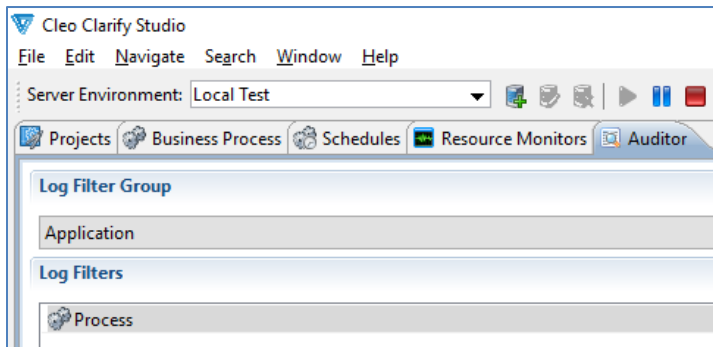 Cleo Clarify Studio
File Edit Navigate Search Window Help
Server Environment: Local Test
Projects Business Process Schedules Resource Monitors Auditor
Log Filter Group
Application
Log Filters
Process